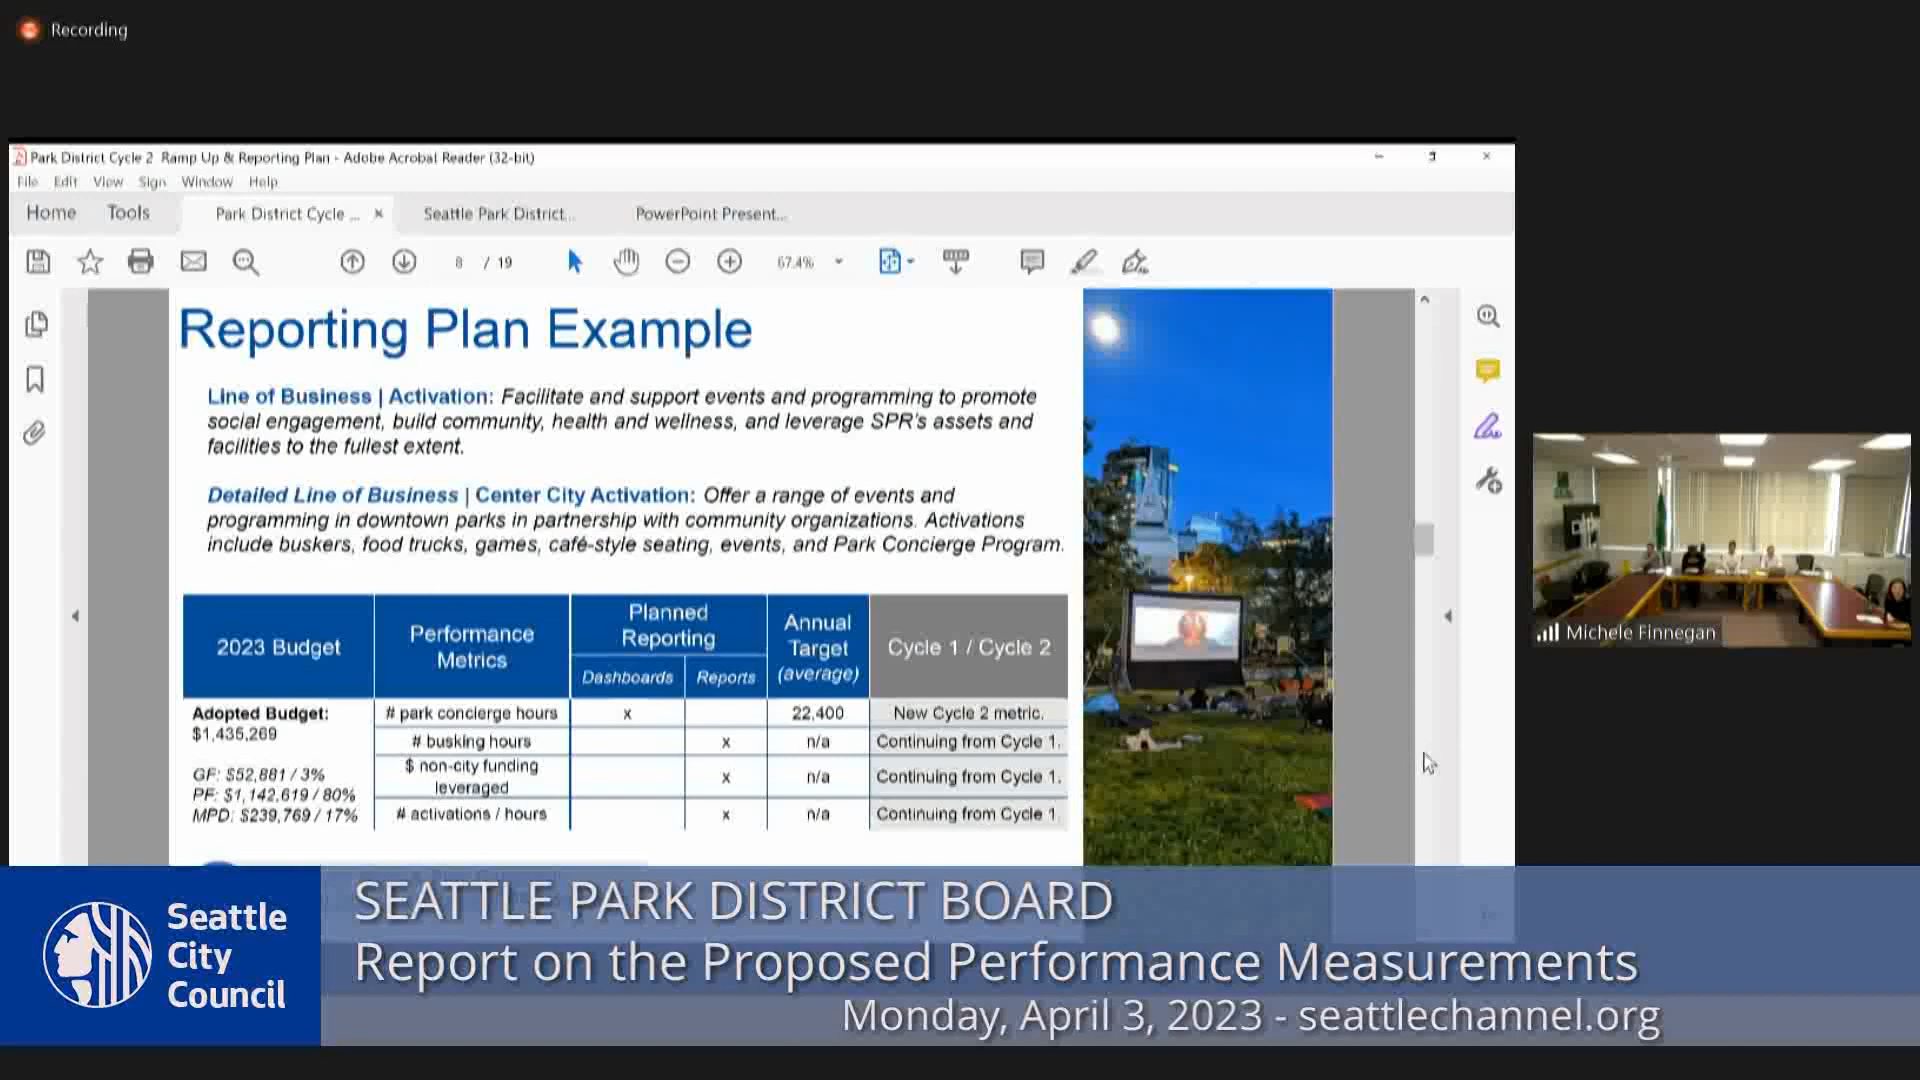 Recording
Park District Cycle 2 Ramp Up & Reporting Plan - Adobe Acrobat Reader (32-bit)
File Edit View Sign Window Help
Home Tools Park District Cycle ... × Seattle Park District... PowerPoint Present...
8 / 19 67.4%
Reporting Plan Example
Line of Business | Activation: Facilitate and support events and programming to promote
social engagement, build community, health and wellness, and leverage SPR's assets and
facilities to the fullest extent.
Detailed Line of Business | Center City Activation: Offer a range of events and
programming in downtown parks in partnership with community organizations. Activations
include buskers, food trucks, games, café-style seating, events, and Park Concierge Program.
2023 Budget
Performance
Metrics
Planned
Reporting
Dashboards Reports
Annual
Target
(average)
Cycle 1 / Cycle 2
Adopted Budget:
$1,435,269
GF: $52,881 / 3%
PF: $1,142,619 / 80%
MPD: $239,769 / 17%
# park concierge hours x 22,400 New Cycle 2 metric.
# busking hours x n/a Continuing from Cycle 1.
$ non-city funding
leveraged x n/a Continuing from Cycle 1.
# activations / hours x n/a Continuing from Cycle 1
Michele Finnegan
Seattle
City
Council
SEATTLE PARK DISTRICT BOARD
Report on the Proposed Performance Measurements
Monday, April 3, 2023 - seattlechannel.org